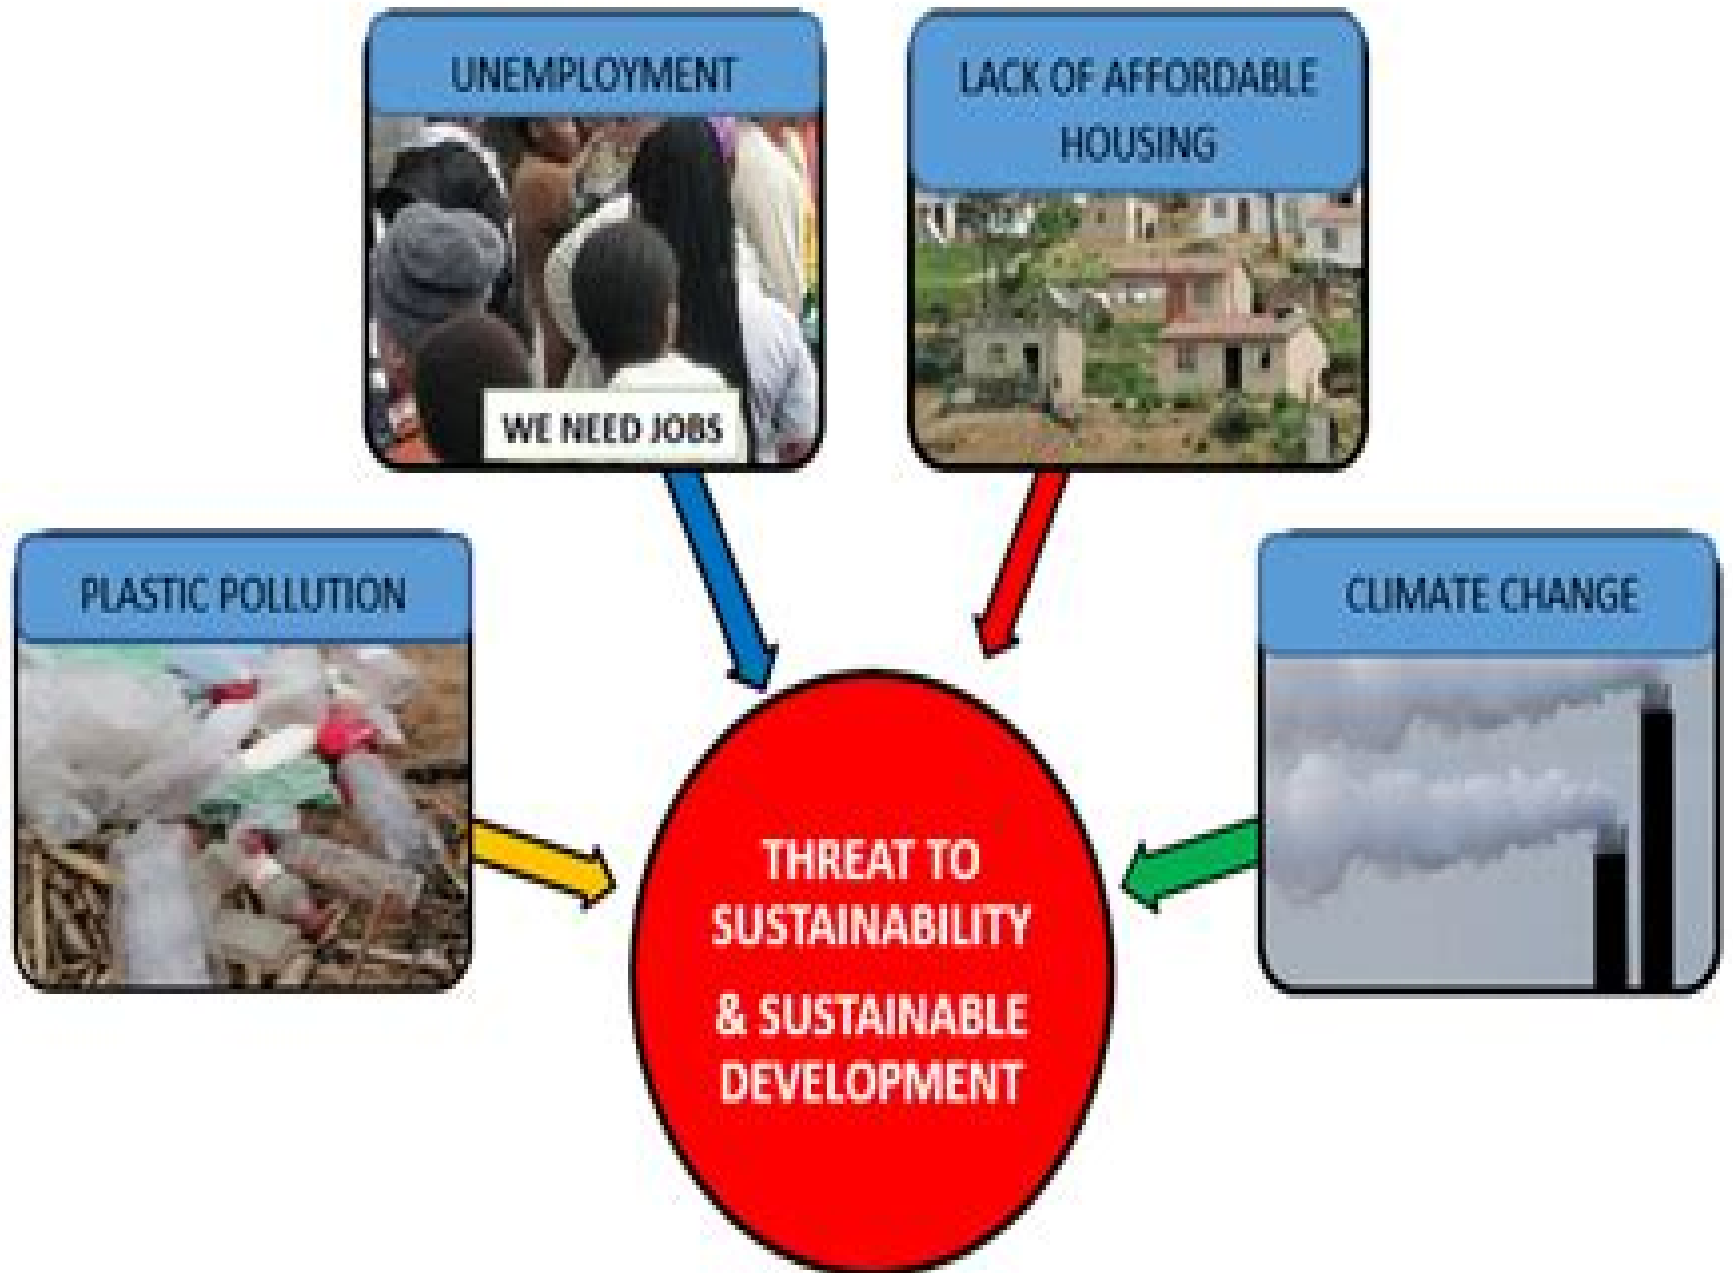 UNEMPLOYMENT
WE NEED JOBS
LACK OF AFFORDABLE
HOUSING
PLASTIC POLLUTION
CLIMATE CHANGE
THREAT TO
SUSTAINABILITY
& SUSTAINABLE
DEVELOPMENT